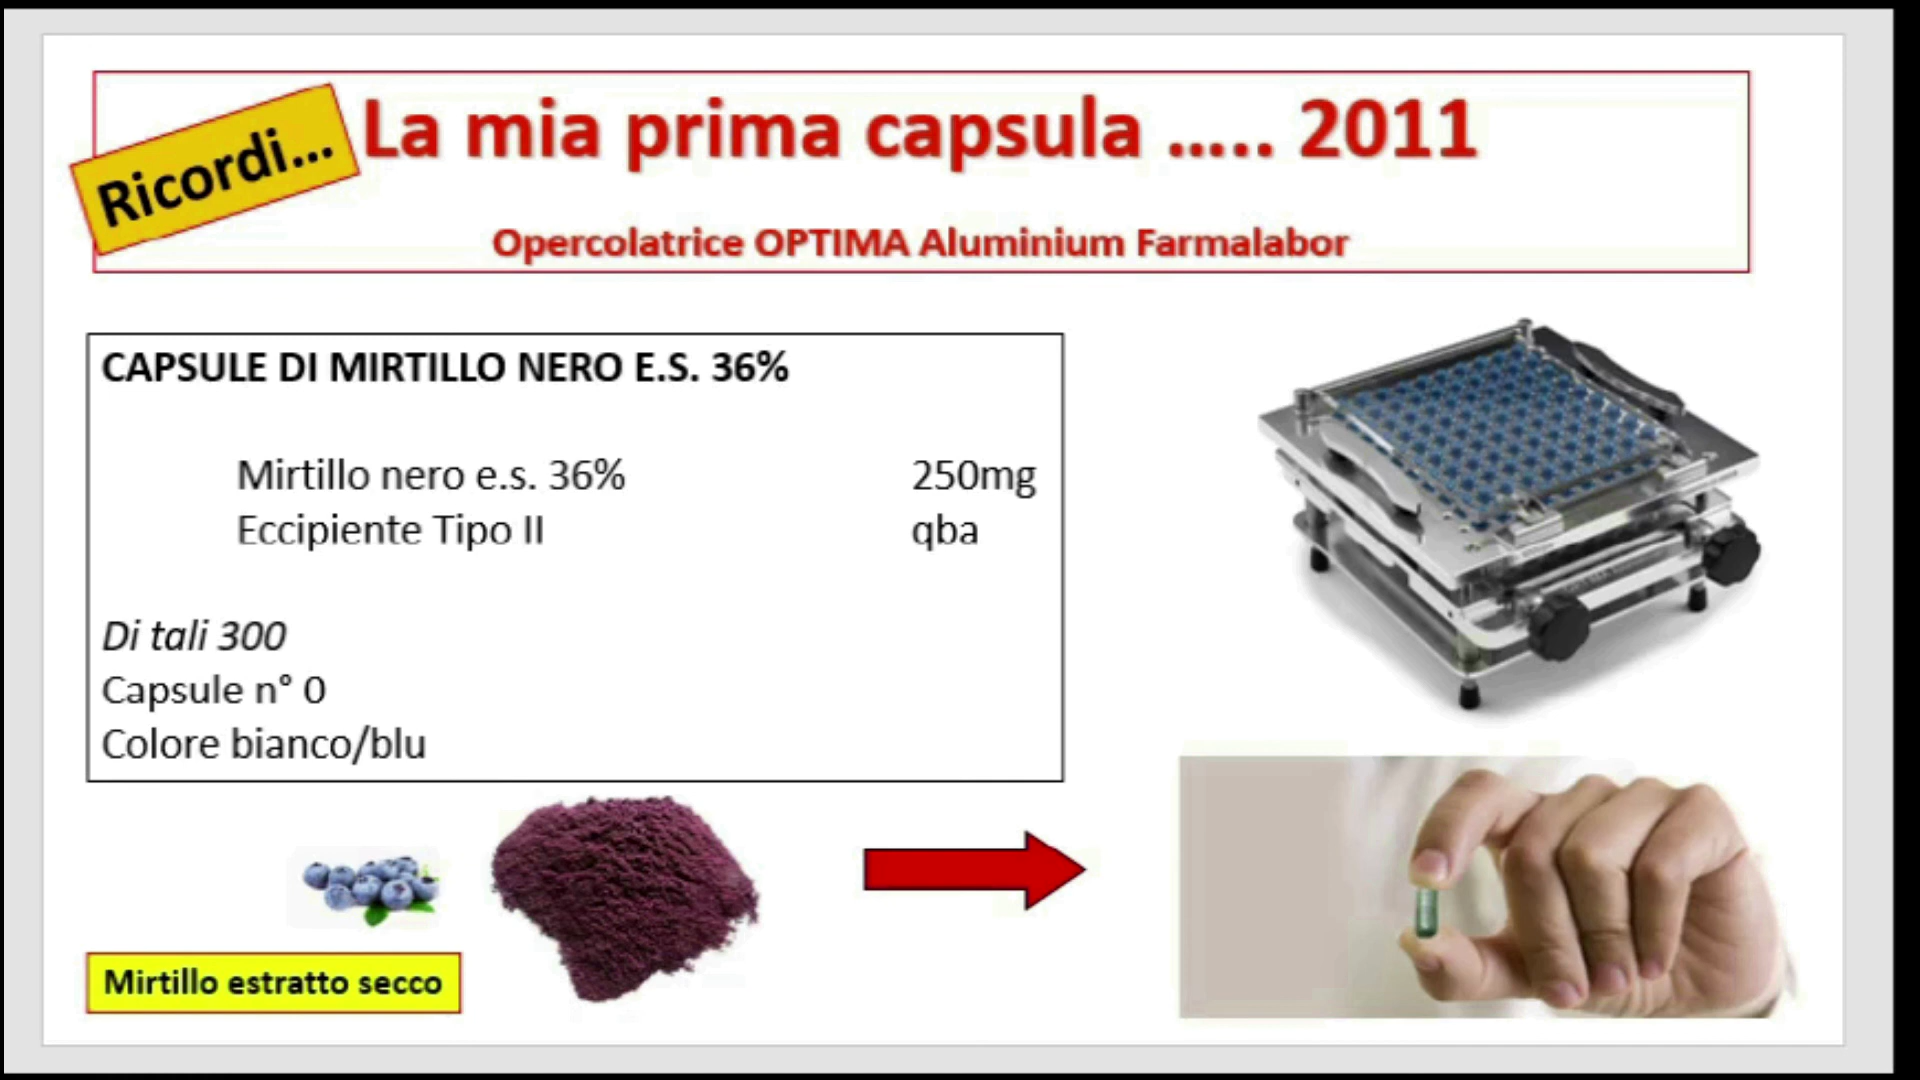 Ricordi...
La mia prima capsula ..... 2011
Opercolatrice OPTIMA Aluminium Farmalabor
CAPSULE DI MIRTILLO NERO E.S. 36%
Mirtillo nero e.s. 36% 250mg
Eccipiente Tipo II qba
Di tali 300
Capsule n° 0
Colore bianco/blu
Mirtillo estratto secco